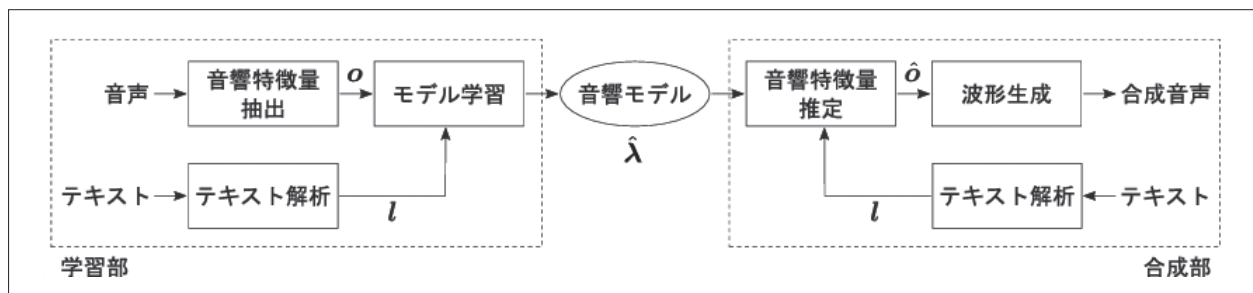 音声
音響特徴量
抽出
o
モデル学習
音響モデル
λ̂
音響特徴量
推定
ô
波形生成
合成音声
テキスト
テキスト解析
l
l
テキスト解析
テキスト
学習部
合成部